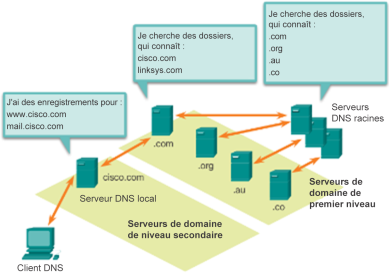 Je cherche des dossiers,
qui connaît :
.com
.org
.au
.co
Je cherche des dossiers,
qui connaît :
cisco.com
linksys.com
J'ai des enregistrements pour :
www.cisco.com
mail.cisco.com
Serveurs
DNS racines
.com
.org
.au
.co
cisco.com
Serveur DNS local
Serveurs de
domaine de
premier niveau
Serveurs de domaine
de niveau secondaire
Client DNS